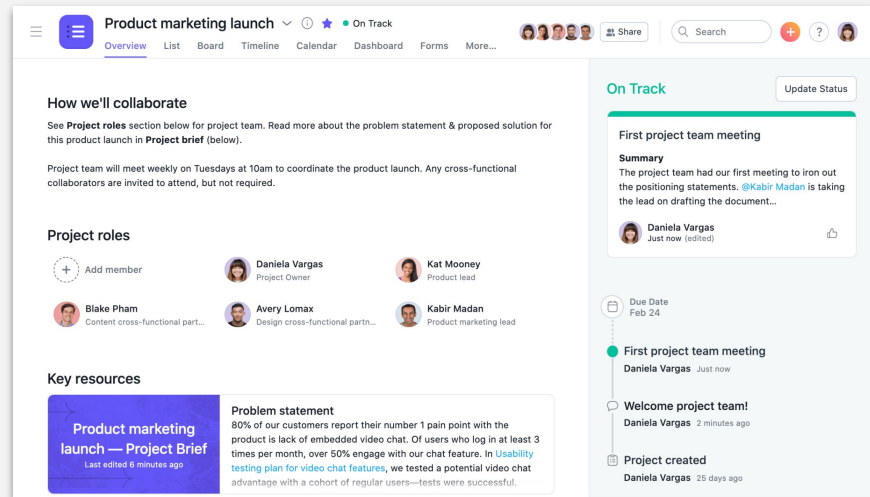 Product marketing launch
On Track
Overview List Board Timeline Calendar Dashboard Forms More...
Share
Search
?
How we'll collaborate
See Project roles section below for project team. Read more about the problem statement & proposed solution for
this product launch in Project brief (below).
Project team will meet weekly on Tuesdays at 10am to coordinate the product launch. Any cross-functional
collaborators are invited to attend, but not required.
Project roles
Add member
Daniela Vargas
Project Owner
Kat Mooney
Product lead
Blake Pham
Content cross-functional part...
Avery Lomax
Design cross-functional partn...
Kabir Madan
Product marketing lead
Key resources
Product marketing
launch — Project Brief
Last edited 6 minutes ago
Problem statement
80% of our customers report their number 1 pain point with the
product is lack of embedded video chat. Of users who log in at least 3
times per month, over 50% engage with our chat feature. In Usability
testing plan for video chat features, we tested a potential video chat
advantage with a cohort of regular users—tests were successful.
On Track
Update Status
First project team meeting
Summary
The project team had our first meeting to iron out
the positioning statements. @Kabir Madan is taking
the lead on drafting the document...
Daniela Vargas
Just now (edited)
Due Date
Feb 24
First project team meeting
Daniela Vargas Just now
Welcome project team!
Daniela Vargas 2 minutes ago
Project created
Daniela Vargas 25 days ago